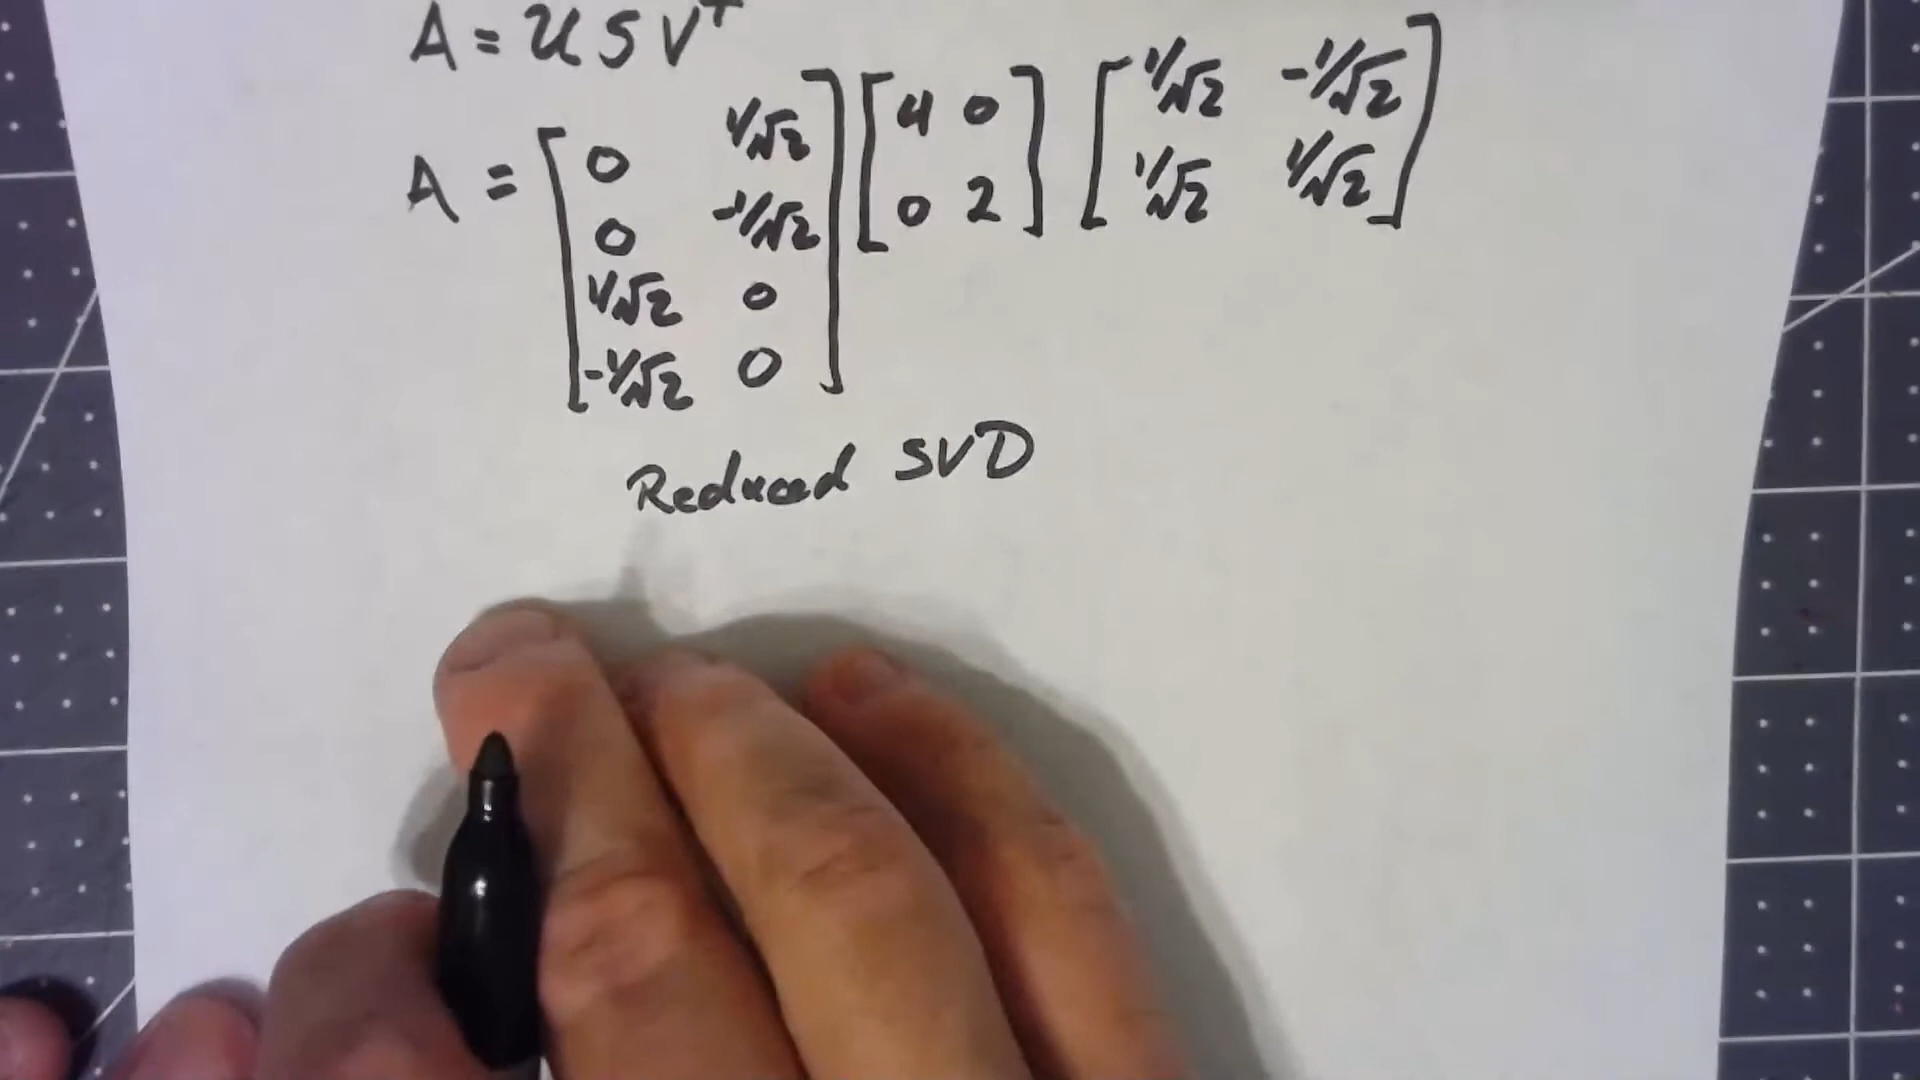 A = U S V^T
A = [ 0 1/√2 ] [ 4 0 ] [ 1/√2 -1/√2 ]
[ 0 -1/√2 ] [ 0 2 ] [ 1/√2 1/√2 ]
[ 1/√2 0 ]
[ -1/√2 0 ]
Reduced SVD